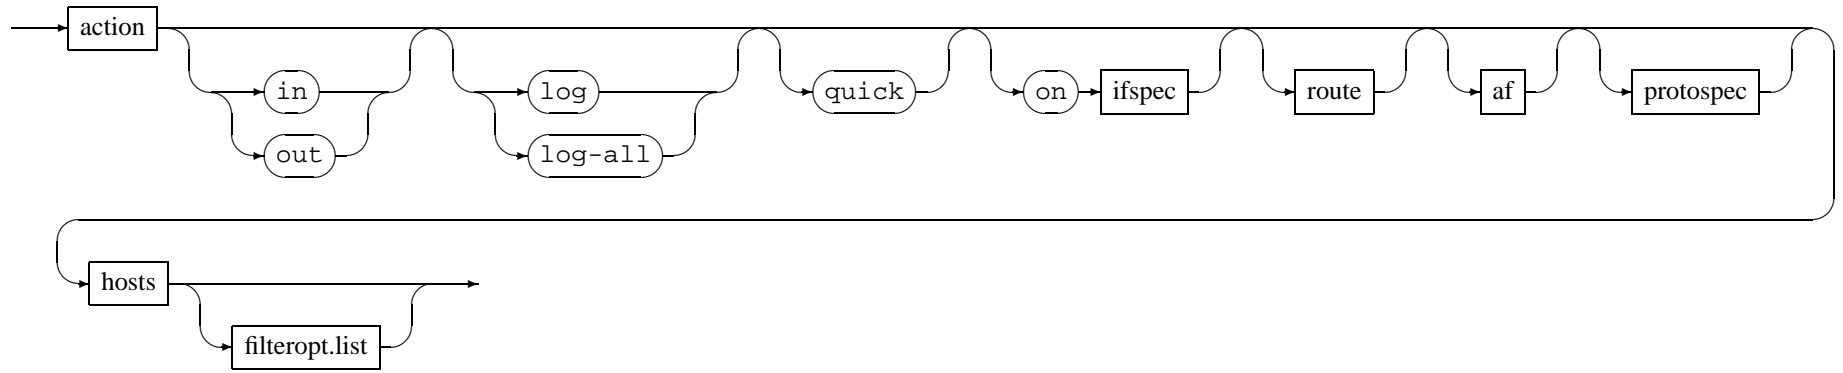 action
in log quick on ifspec route af protospec
out log-all
hosts
filteropt.list